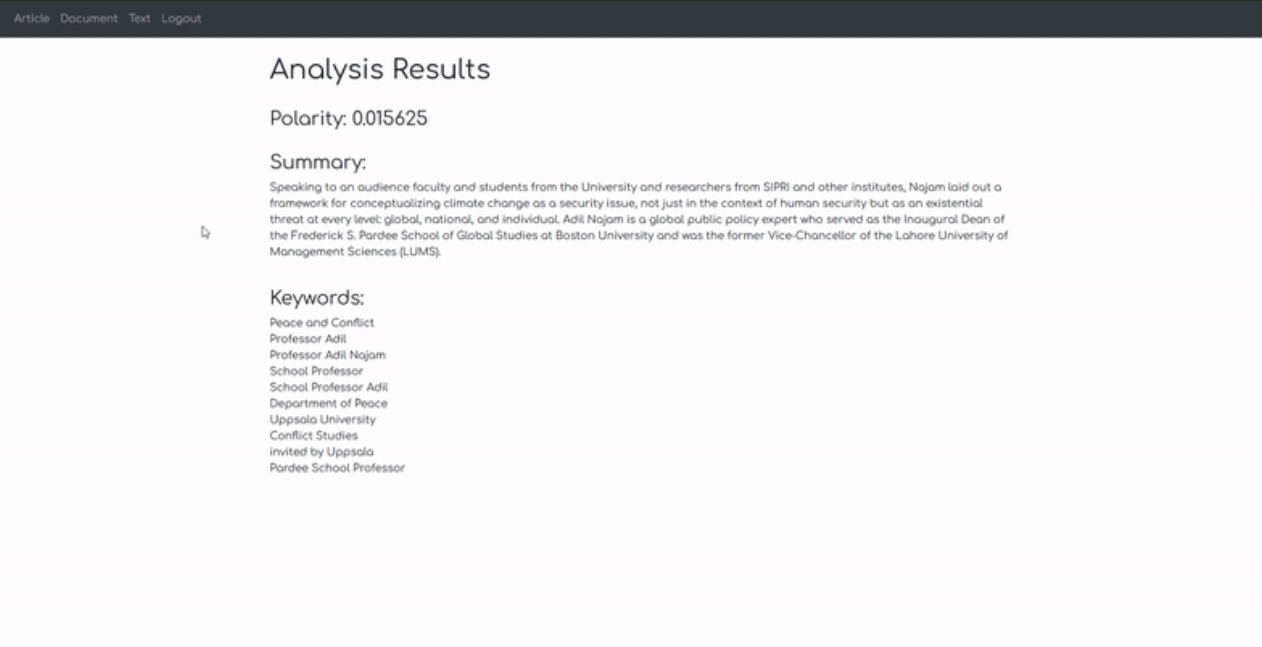 Article Document Text Logout
Analysis Results
Polarity: 0.015625
Summary:
Speaking to an audience faculty and students from the University and researchers from SIPRI and other institutes, Najam laid out a
framework for conceptualizing climate change as a security issue, not just in the context of human security but as an existential
threat at every level: global, national, and individual. Adil Najam is a global public policy expert who served as the Inaugural Dean of
the Frederick S. Pardee School of Global Studies at Boston University and was the former Vice-Chancellor of the Lahore University of
Management Sciences (LUMS).
Keywords:
Peace and Conflict
Professor Adil
Professor Adil Najam
School Professor
School Professor Adil
Department of Peace
Uppsala University
Conflict Studies
invited by Uppsala
Pardee School Professor